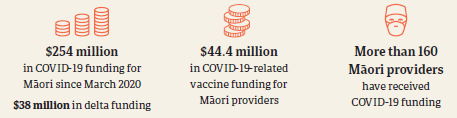 $254 million
in COVID-19 funding for
Māori since March 2020
$38 million in delta funding
$44.4 million
in COVID-19-related
vaccine funding for
Māori providers
More than 160
Māori providers
have received
COVID-19 funding